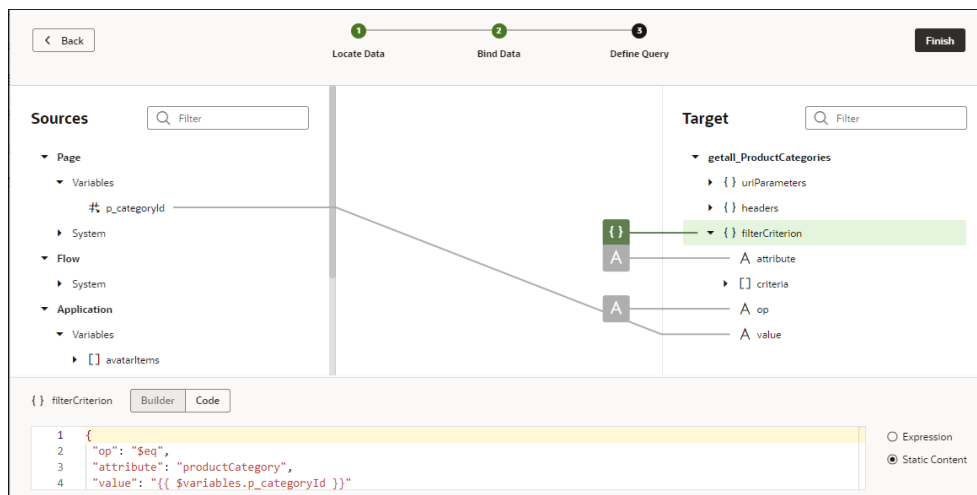 Back
1
2
3
Locate Data
Bind Data
Define Query
Finish
Sources
Filter
Page
Variables
p_categoryId
System
Flow
System
Application
Variables
[] avatarItems
Target
Filter
getall_ProductCategories
{} uriParameters
{} headers
{}
{} filterCriterion
A
A attribute
[] criteria
A
A op
A value
{} filterCriterion
Builder
Code
1 {
2 "op": "$eq",
3 "attribute": "productCategory",
4 "value": "{{ $variables.p_categoryId }}"
Expression
Static Content